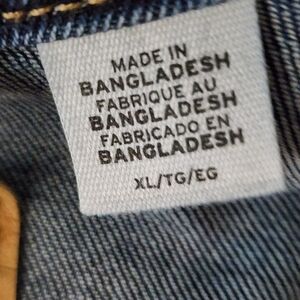 MADE IN
BANGLADESH
FABRIQUE AU
BANGLADESH
FABRICADO EN
BANGLADESH
XL/TG/EG